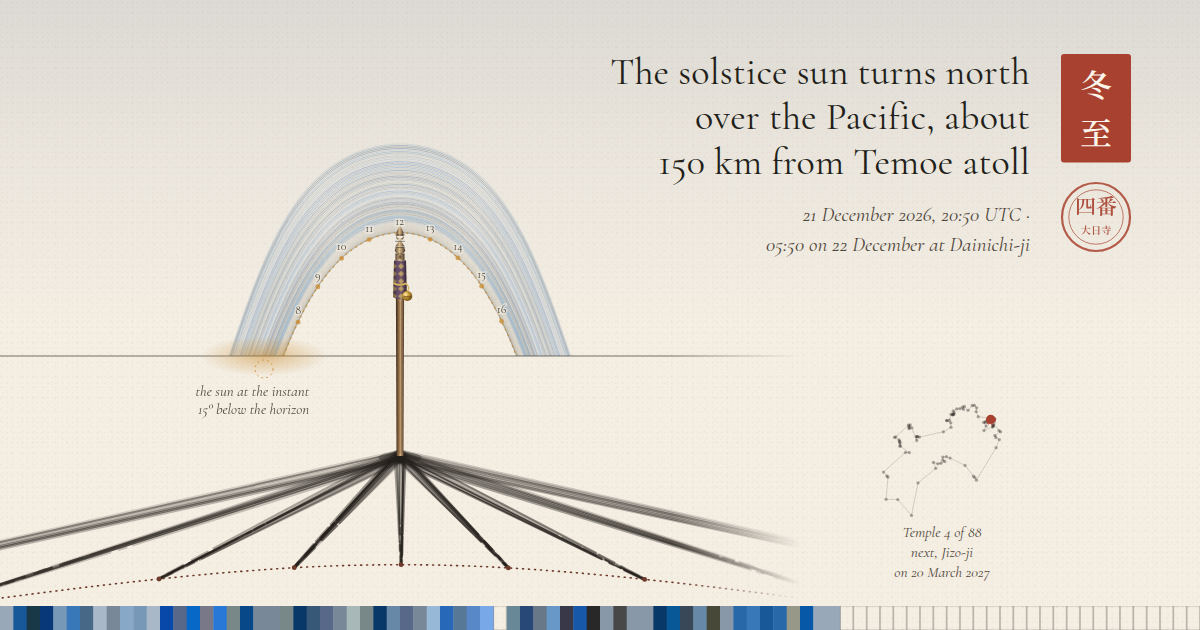 The solstice sun turns north
over the Pacific, about
150 km from Temoe atoll
21 December 2026, 20:50 UTC ·
05:50 on 22 December at Dainichi-ji
冬
至
四番
大日寺
8
9
10
11
12
13
14
15
16
the sun at the instant
15° below the horizon
Temple 4 of 88
next, Jizo-ji
on 20 March 2027